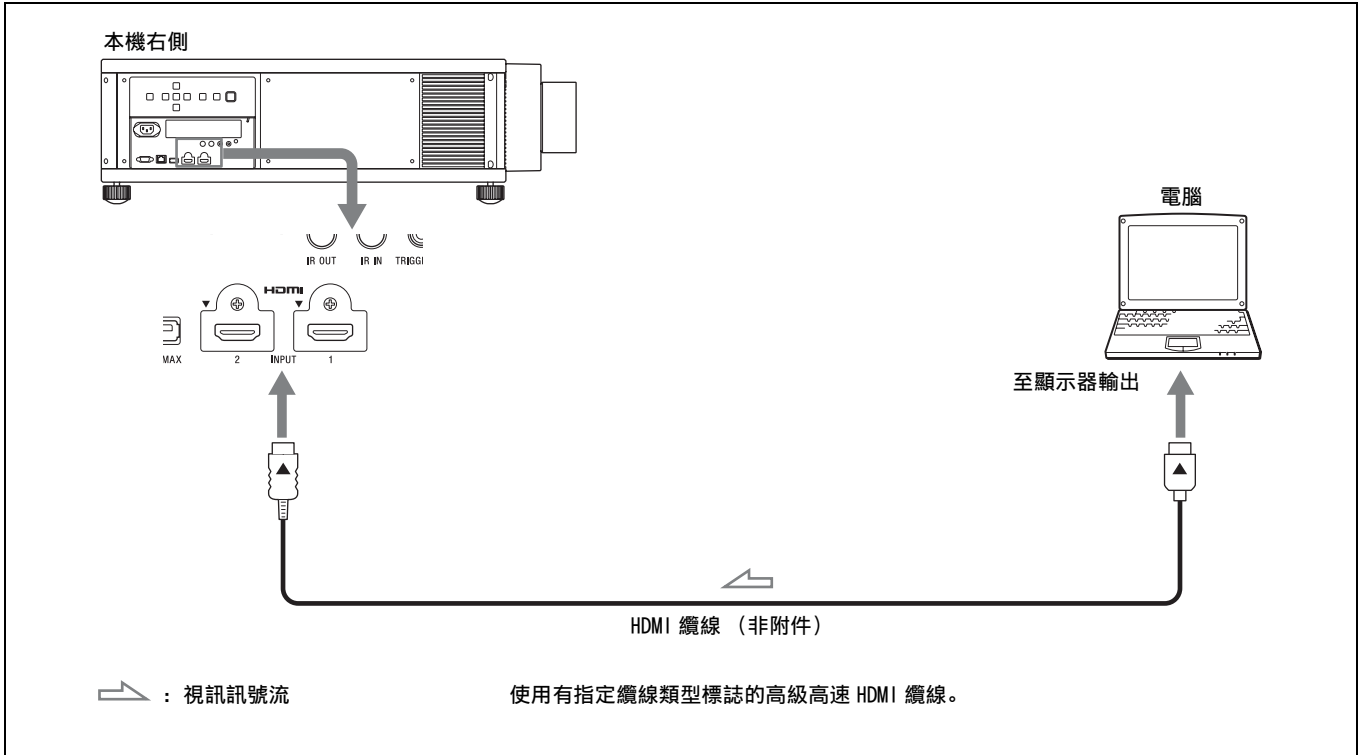 本機右側
電腦
IR OUT IR IN TRIGG
HDMI
MAX 2 INPUT 1
至顯示器輸出
HDMI 纜線 （非附件）
：視訊訊號流
使用有指定纜線類型標誌的高級高速 HDMI 纜線。